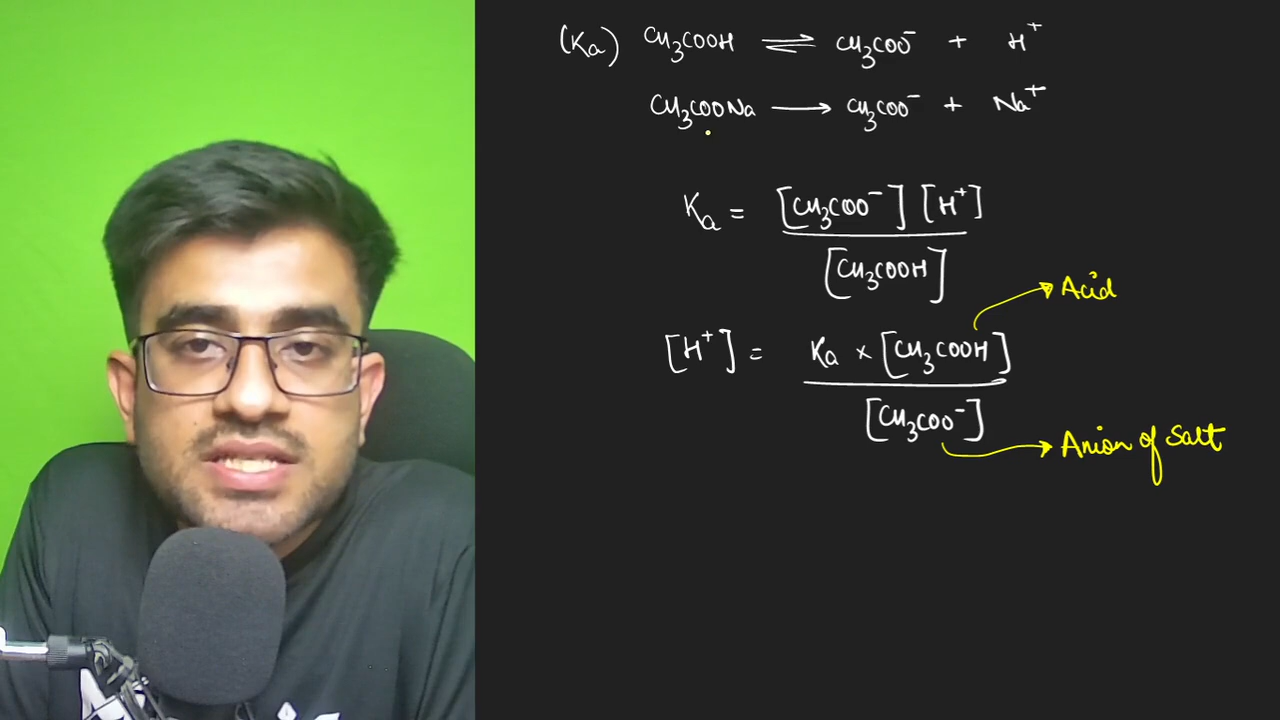 (Ka) CH3COOH ⇌ CH3COO⁻ + H⁺
CH3COONa ⟶ CH3COO⁻ + Na⁺
Ka = [CH3COO⁻] [H⁺]
[CH3COOH]
Acid
[H⁺] = Ka × [CH3COOH]
[CH3COO⁻]
Anion of Salt